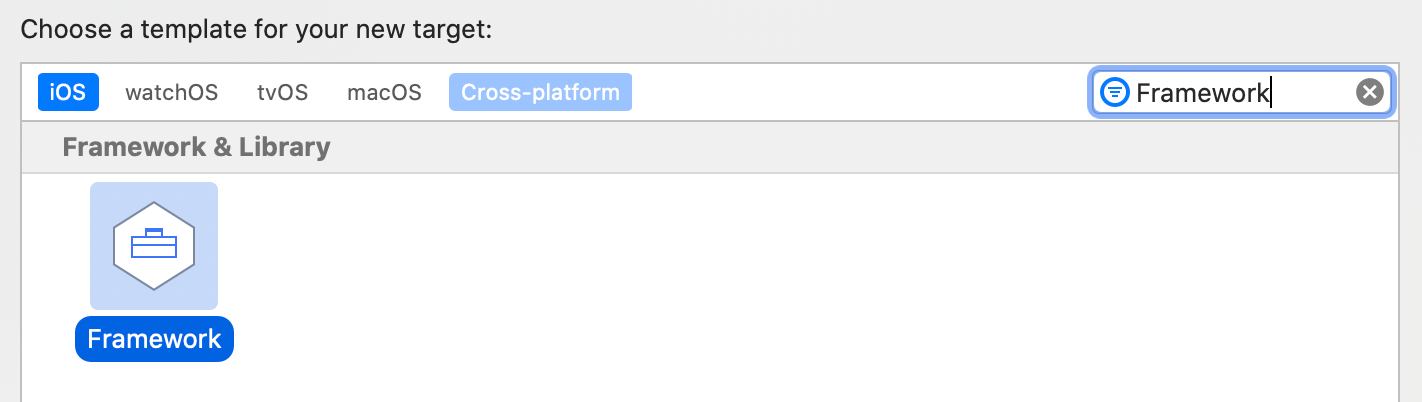 Choose a template for your new target:
iOS watchOS tvOS macOS Cross-platform Framework
Framework & Library
Framework